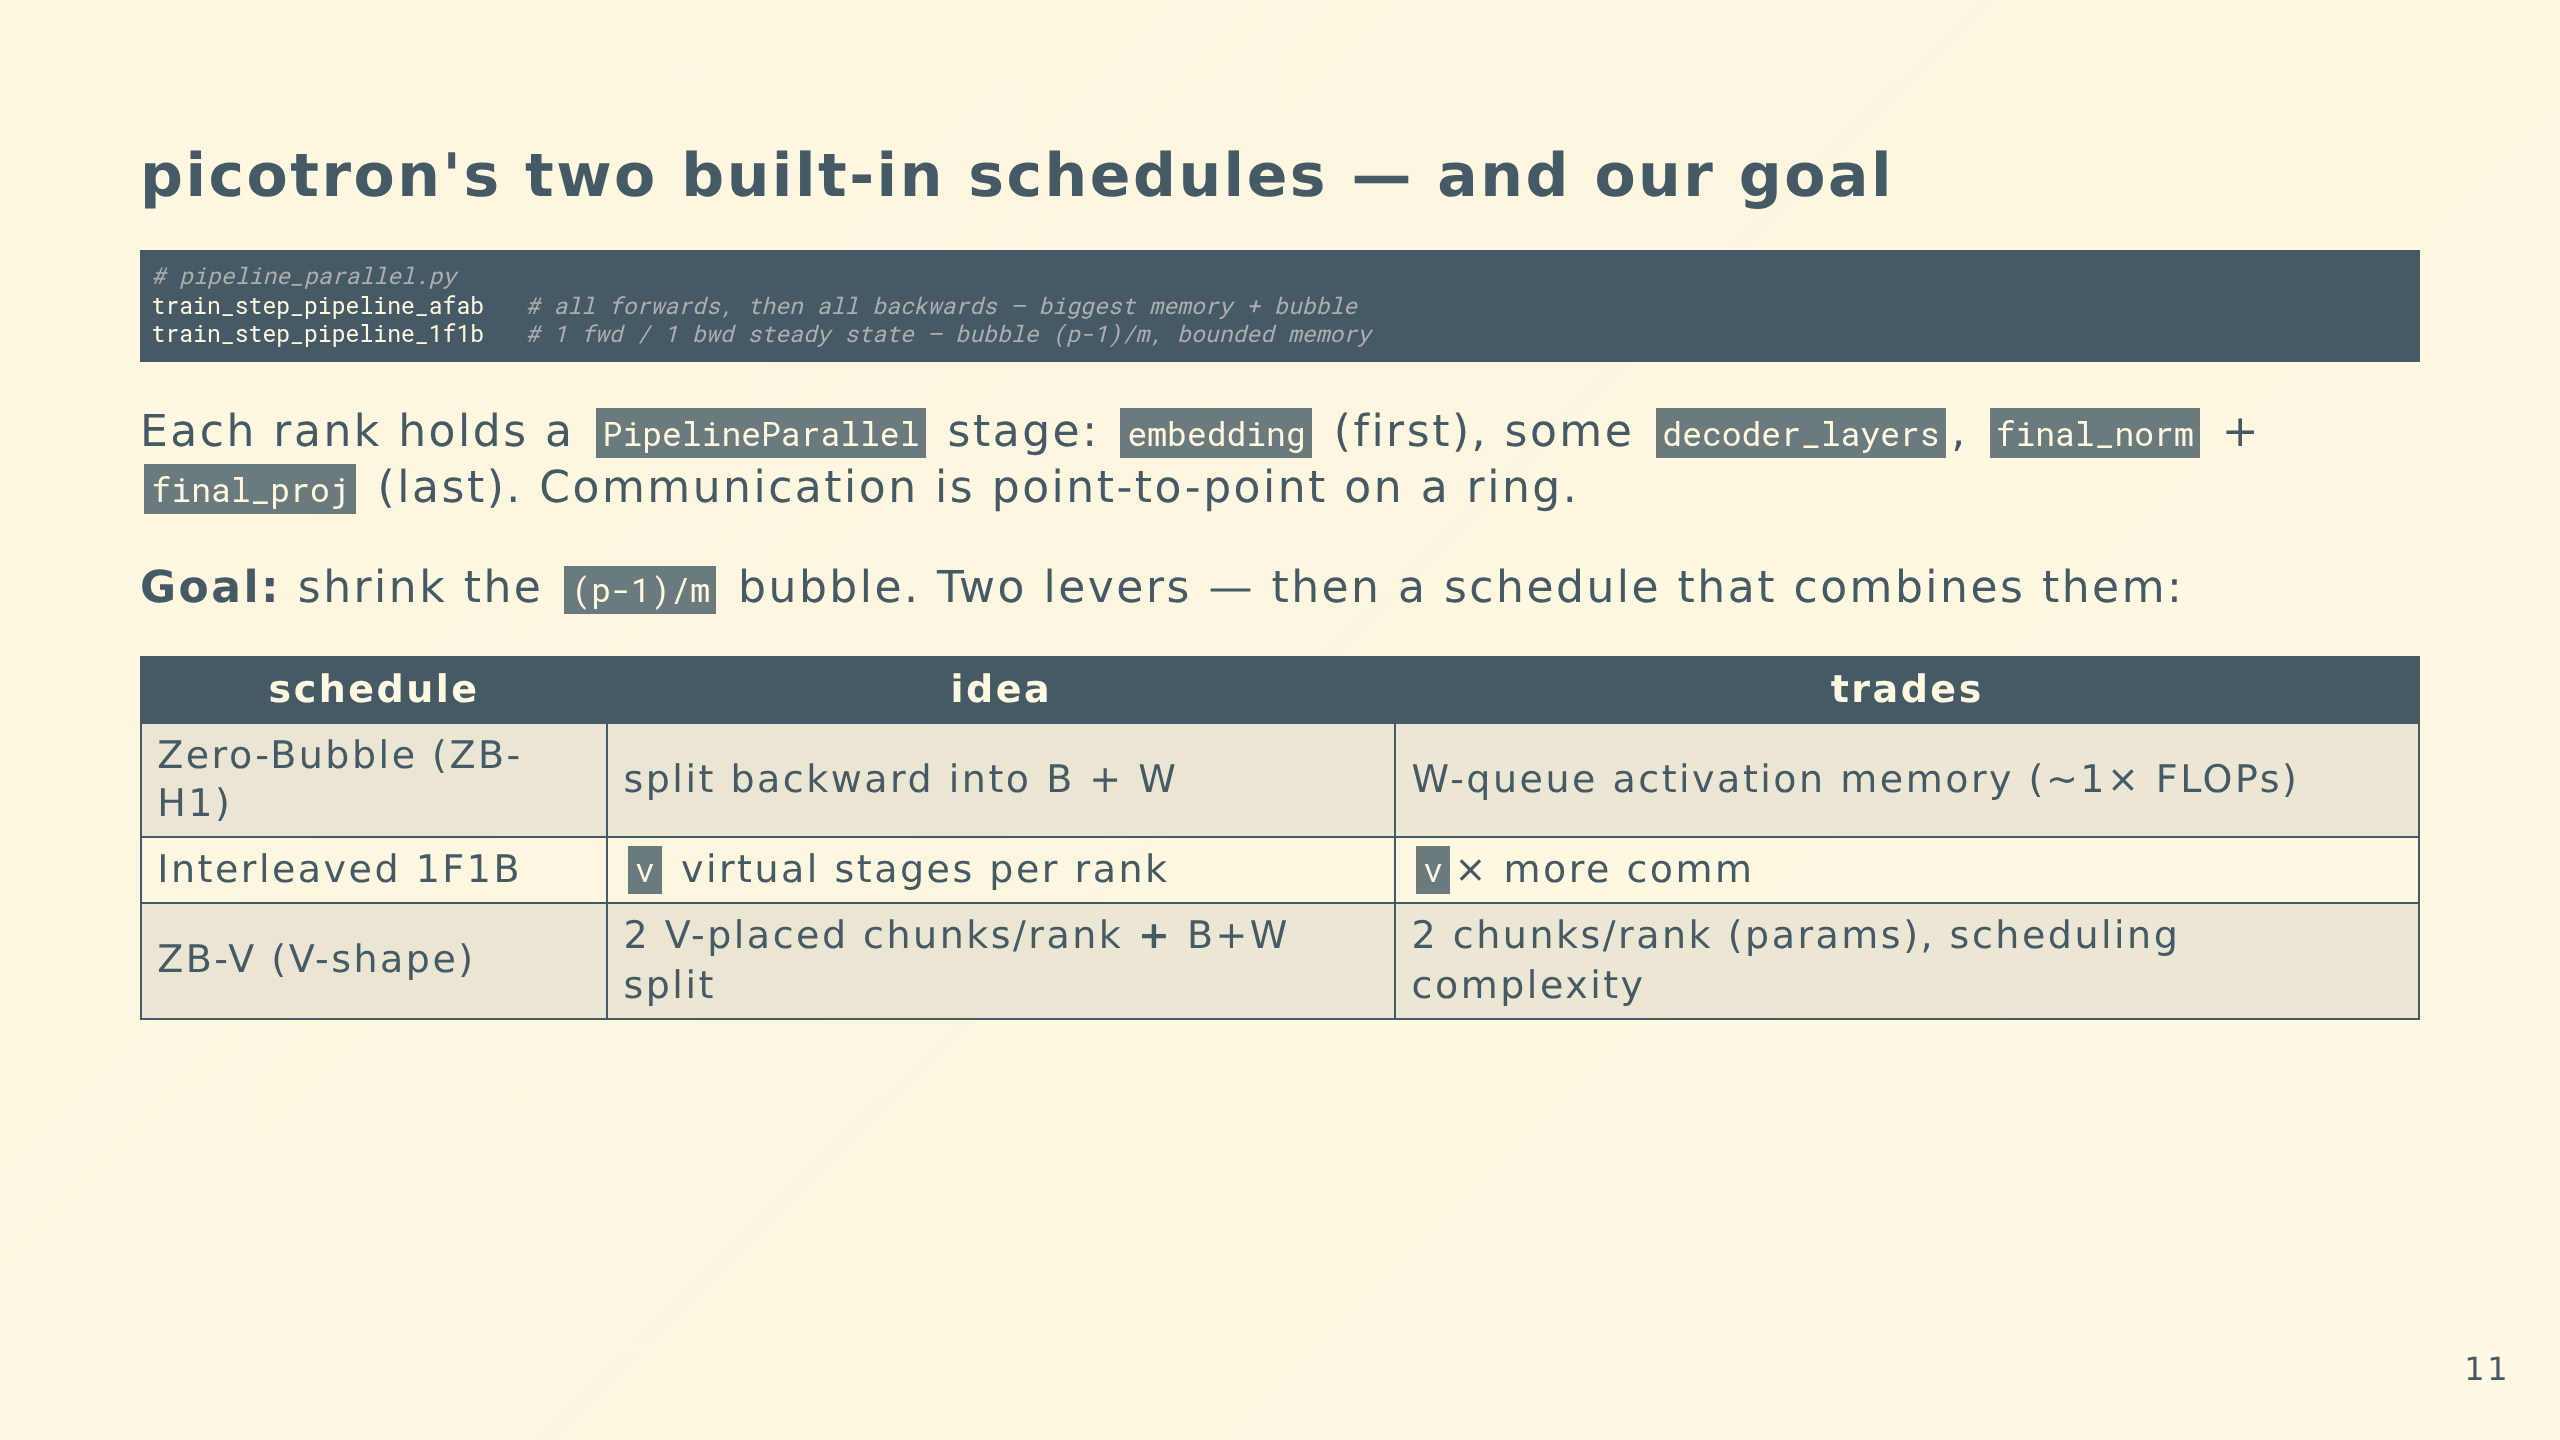 picotron's two built-in schedules — and our goal
# pipeline_parallel.py
train_step_pipeline_afab   # all forwards, then all backwards — biggest memory + bubble
train_step_pipeline_1f1b   # 1 fwd / 1 bwd steady state — bubble (p-1)/m, bounded memory
Each rank holds a PipelineParallel stage: embedding (first), some decoder_layers, final_norm +
final_proj (last). Communication is point-to-point on a ring.
Goal: shrink the (p-1)/m bubble. Two levers — then a schedule that combines them:
schedule idea trades
Zero-Bubble (ZB-
H1)
split backward into B + W
W-queue activation memory (~1× FLOPs)
Interleaved 1F1B
v virtual stages per rank
v× more comm
ZB-V (V-shape)
2 V-placed chunks/rank + B+W
split
2 chunks/rank (params), scheduling
complexity
11